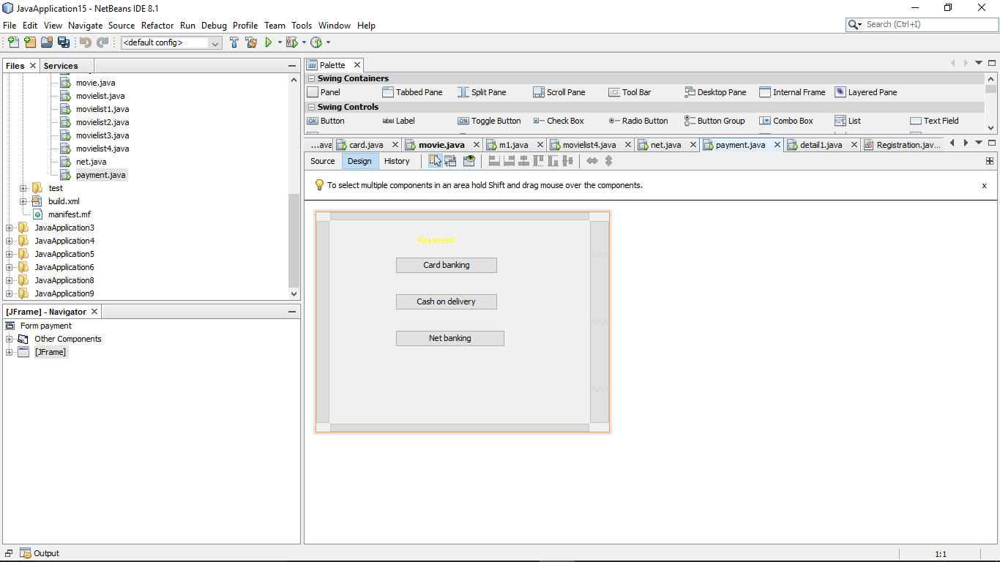 JavaApplication15 - NetBeans IDE 8.1
File Edit View Navigate Source Refactor Run Debug Profile Team Tools Window Help
Search (Ctrl+I)
<default config>
Files Services
movie.java
movielist.java
movielist1.java
movielist2.java
movielist3.java
movielist4.java
net.java
payment.java
test
build.xml
manifest.mf
JavaApplication3
JavaApplication4
JavaApplication5
JavaApplication6
JavaApplication8
JavaApplication9
[JFrame] - Navigator
Form payment
Other Components
[JFrame]
Palette
Swing Containers
Panel Tabbed Pane Split Pane Scroll Pane Tool Bar Desktop Pane Internal Frame Layered Pane
Swing Controls
OK Button label Label ON Toggle Button Check Box Radio Button Button Group Combo Box List Text Field
...ava card.java movie.java m1.java movielist4.java net.java payment.java detail1.java Registration.jav...
Source Design History
To select multiple components in an area hold Shift and drag mouse over the components. x
Payment
Card banking
Cash on delivery
Net banking
Output
1:1